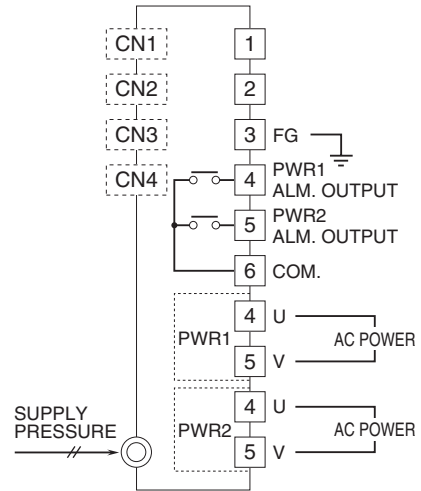 CN1 1
CN2 2
CN3 3 FG
CN4 4 PWR1
ALM. OUTPUT
5 PWR2
ALM. OUTPUT
6 COM.
PWR1
4 U
AC POWER
5 V
PWR2
4 U
AC POWER
5 V
SUPPLY
PRESSURE